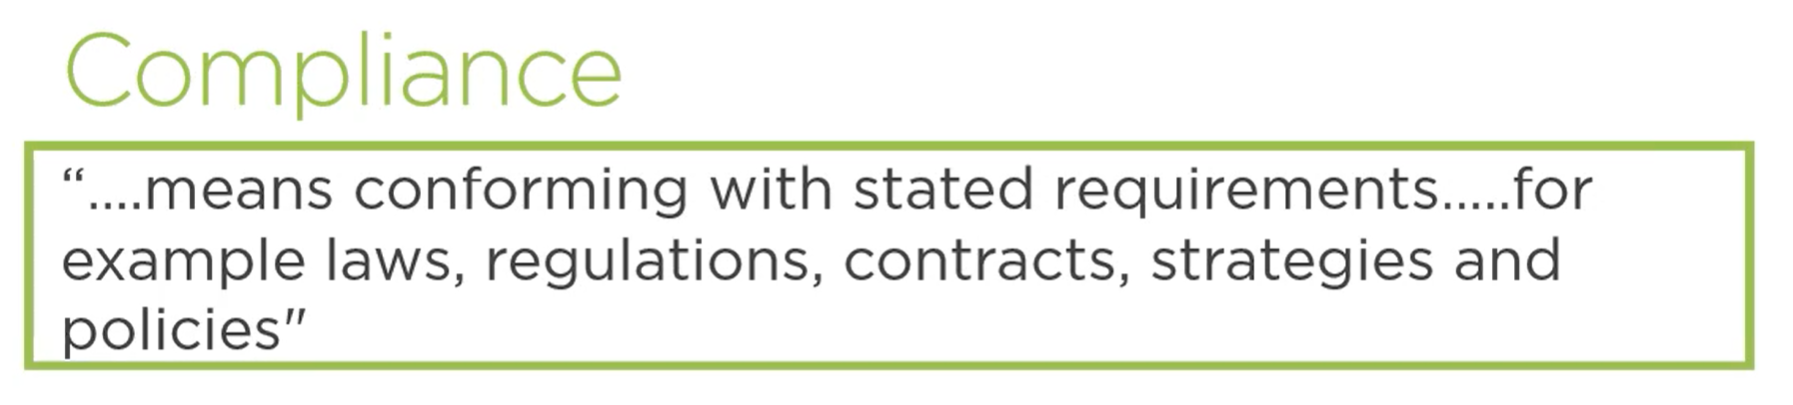 Compliance
“....means conforming with stated requirements.....for
example laws, regulations, contracts, strategies and
policies"